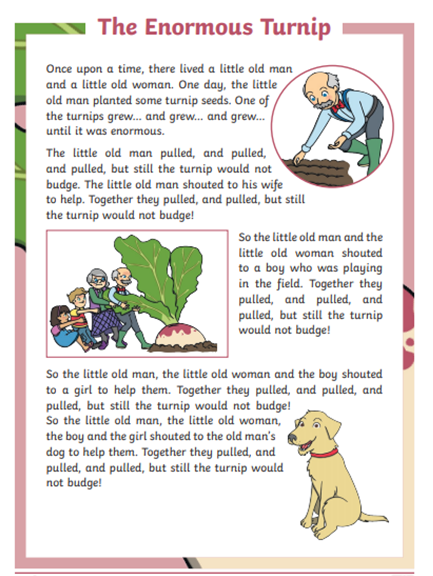 The Enormous Turnip
Once upon a time, there lived a little old man
and a little old woman. One day, the little
old man planted some turnip seeds. One of
the turnips grew... and grew... and grew...
until it was enormous.
The little old man pulled, and pulled,
and pulled, but still the turnip would not
budge. The little old man shouted to his wife
to help. Together they pulled, and pulled, but still
the turnip would not budge!
So the little old man and the
little old woman shouted
to a boy who was playing
in the field. Together they
pulled, and pulled, and
pulled, but still the turnip
would not budge!
So the little old man, the little old woman and the boy shouted
to a girl to help them. Together they pulled, and pulled, and
pulled, but still the turnip would not budge!
So the little old man, the little old woman,
the boy and the girl shouted to the old man's
dog to help them. Together they pulled, and
pulled, and pulled, but still the turnip would
not budge!